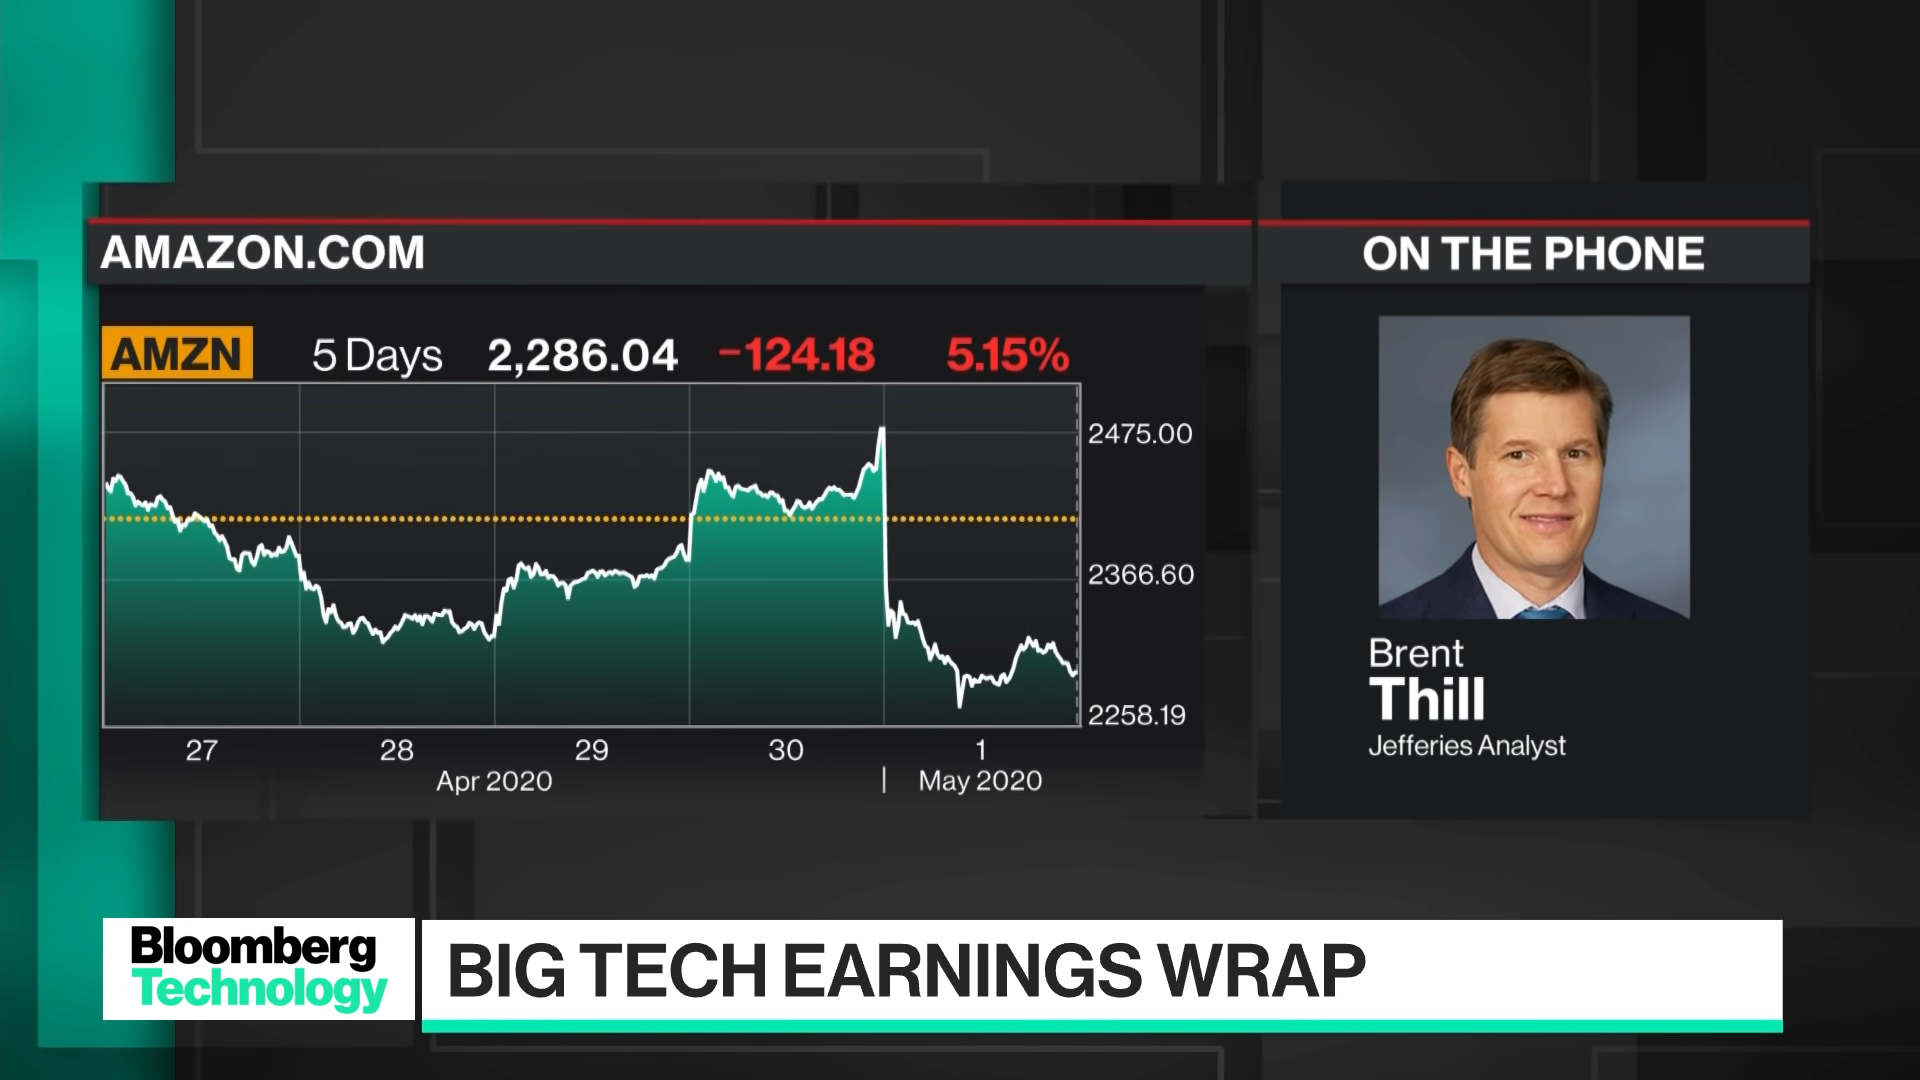 AMAZON.COM
AMZN 5 Days 2,286.04 -124.18 5.15%
2475.00
2366.60
2258.19
27 28 29 30 1
Apr 2020 | May 2020
ON THE PHONE
Brent
Thill
Jefferies Analyst
Bloomberg
Technology
BIG TECH EARNINGS WRAP